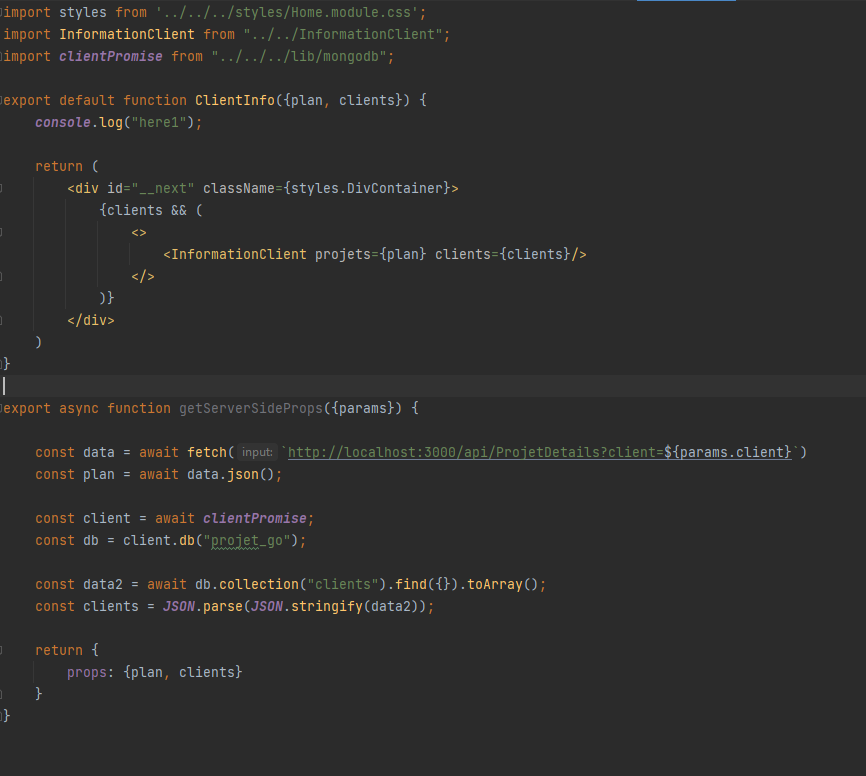 import styles from '../../../styles/Home.module.css';
import InformationClient from "../../InformationClient";
import clientPromise from "../../../lib/mongodb";
export default function ClientInfo({plan, clients}) {
console.log("here1");
return (
<div id="__next" className={styles.DivContainer}>
{clients && (
<>
<InformationClient projets={plan} clients={clients}/>
</>
)}
</div>
)
}
export async function getServerSideProps({params}) {
const data = await fetch( input: `http://localhost:3000/api/ProjetDetails?client=${params.client}`)
const plan = await data.json();
const client = await clientPromise;
const db = client.db("projet_go");
const data2 = await db.collection("clients").find({}).toArray();
const clients = JSON.parse(JSON.stringify(data2));
return {
props: {plan, clients}
}
}